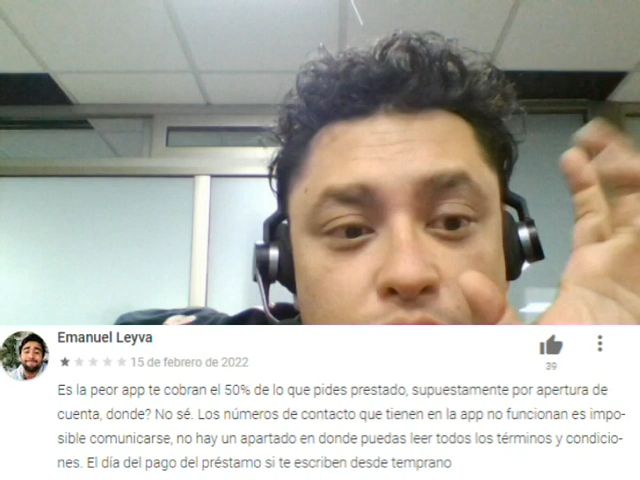 Emanuel Leyva
15 de febrero de 2022
39
Es la peor app te cobran el 50% de lo que pides prestado, supuestamente por apertura de
cuenta, donde? No sé. Los números de contacto que tienen en la app no funcionan es impo-
sible comunicarse, no hay un apartado en donde puedas leer todos los términos y condicio-
nes. El día del pago del préstamo si te escriben desde temprano